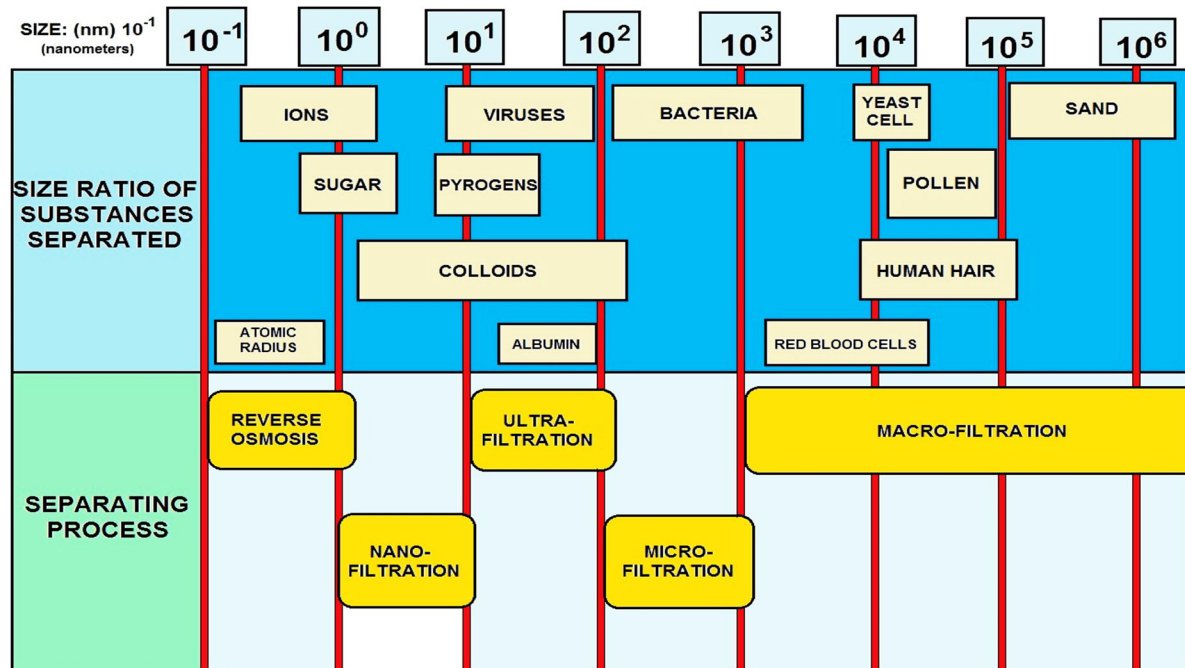 SIZE: (nm) 10⁻¹
(nanometers)
10⁻¹
10⁰
10¹
10²
10³
10⁴
10⁵
10⁶
SIZE RATIO OF
SUBSTANCES
SEPARATED
IONS
VIRUSES
BACTERIA
YEAST
CELL
SAND
SUGAR
PYROGENS
POLLEN
COLLOIDS
HUMAN HAIR
ATOMIC
RADIUS
ALBUMIN
RED BLOOD CELLS
SEPARATING
PROCESS
REVERSE
OSMOSIS
ULTRA-
FILTRATION
MACRO-FILTRATION
NANO-
FILTRATION
MICRO-
FILTRATION